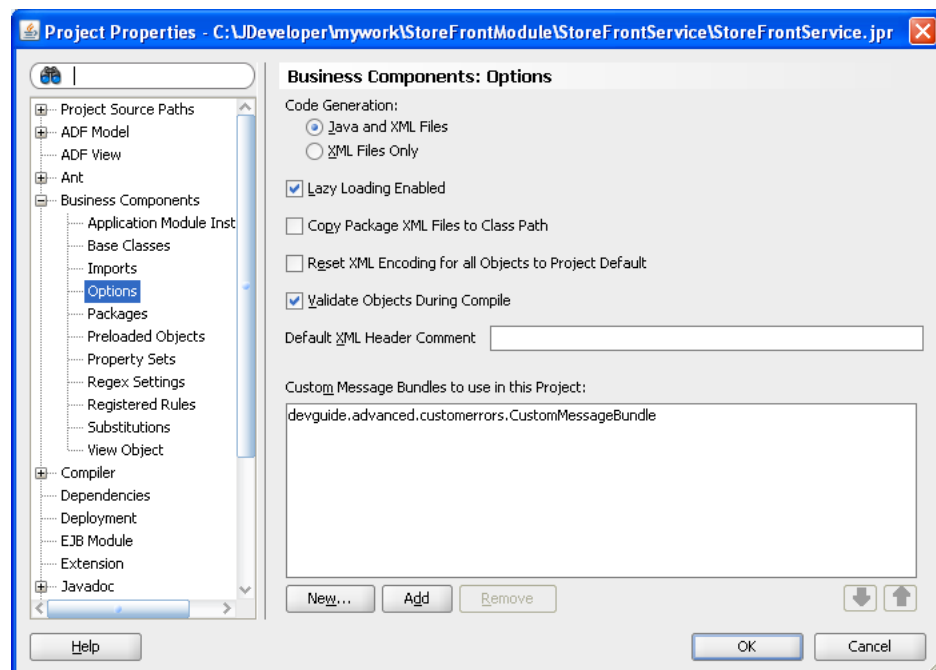 Project Properties - C:\JDeveloper\mywork\StoreFrontModule\StoreFrontService\StoreFrontService.jpr
Project Source Paths
ADF Model
ADF View
Ant
Business Components
Application Module Inst
Base Classes
Imports
Options
Packages
Preloaded Objects
Property Sets
Regex Settings
Registered Rules
Substitutions
View Object
Compiler
Dependencies
Deployment
EJB Module
Extension
Javadoc
Business Components: Options
Code Generation:
Java and XML Files
XML Files Only
Lazy Loading Enabled
Copy Package XML Files to Class Path
Reset XML Encoding for all Objects to Project Default
Validate Objects During Compile
Default XML Header Comment
Custom Message Bundles to use in this Project:
devguide.advanced.customerrors.CustomMessageBundle
New... Add Remove
Help OK Cancel